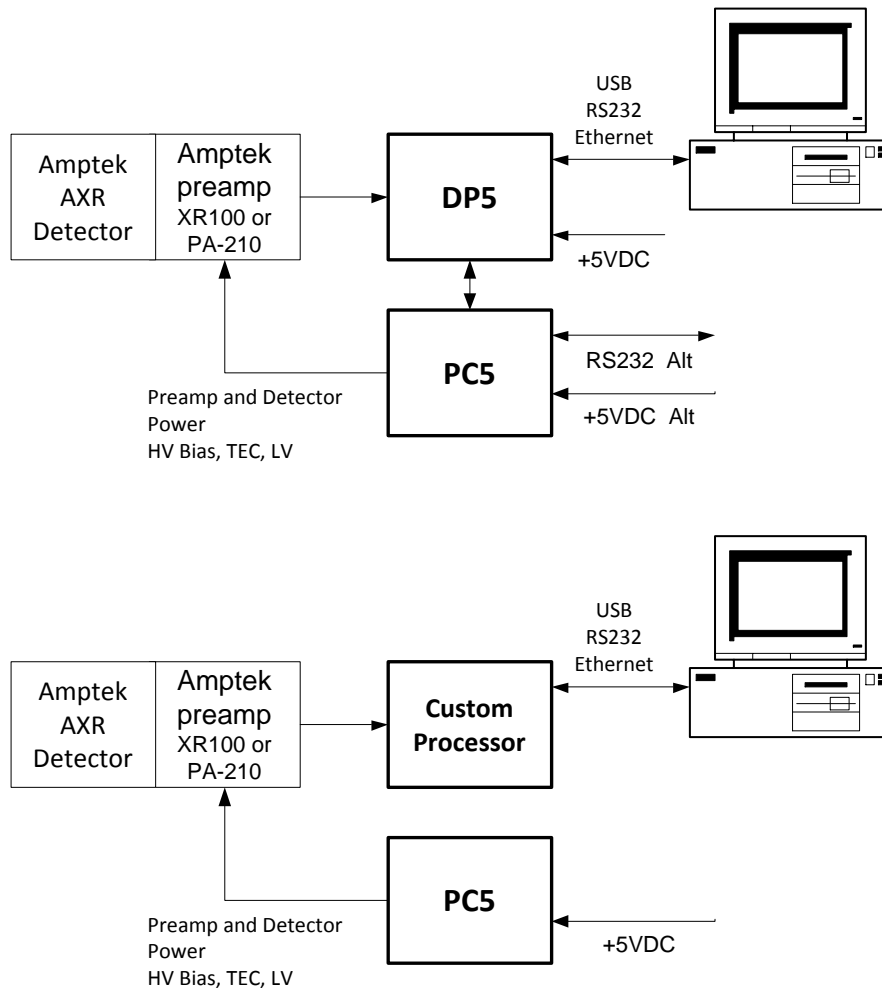 USB
RS232
Ethernet
Amptek
AXR
Detector
Amptek
preamp
XR100 or
PA-210
DP5
+5VDC
PC5
RS232 Alt
+5VDC Alt
Preamp and Detector
Power
HV Bias, TEC, LV
USB
RS232
Ethernet
Amptek
AXR
Detector
Amptek
preamp
XR100 or
PA-210
Custom
Processor
PC5
+5VDC
Preamp and Detector
Power
HV Bias, TEC, LV